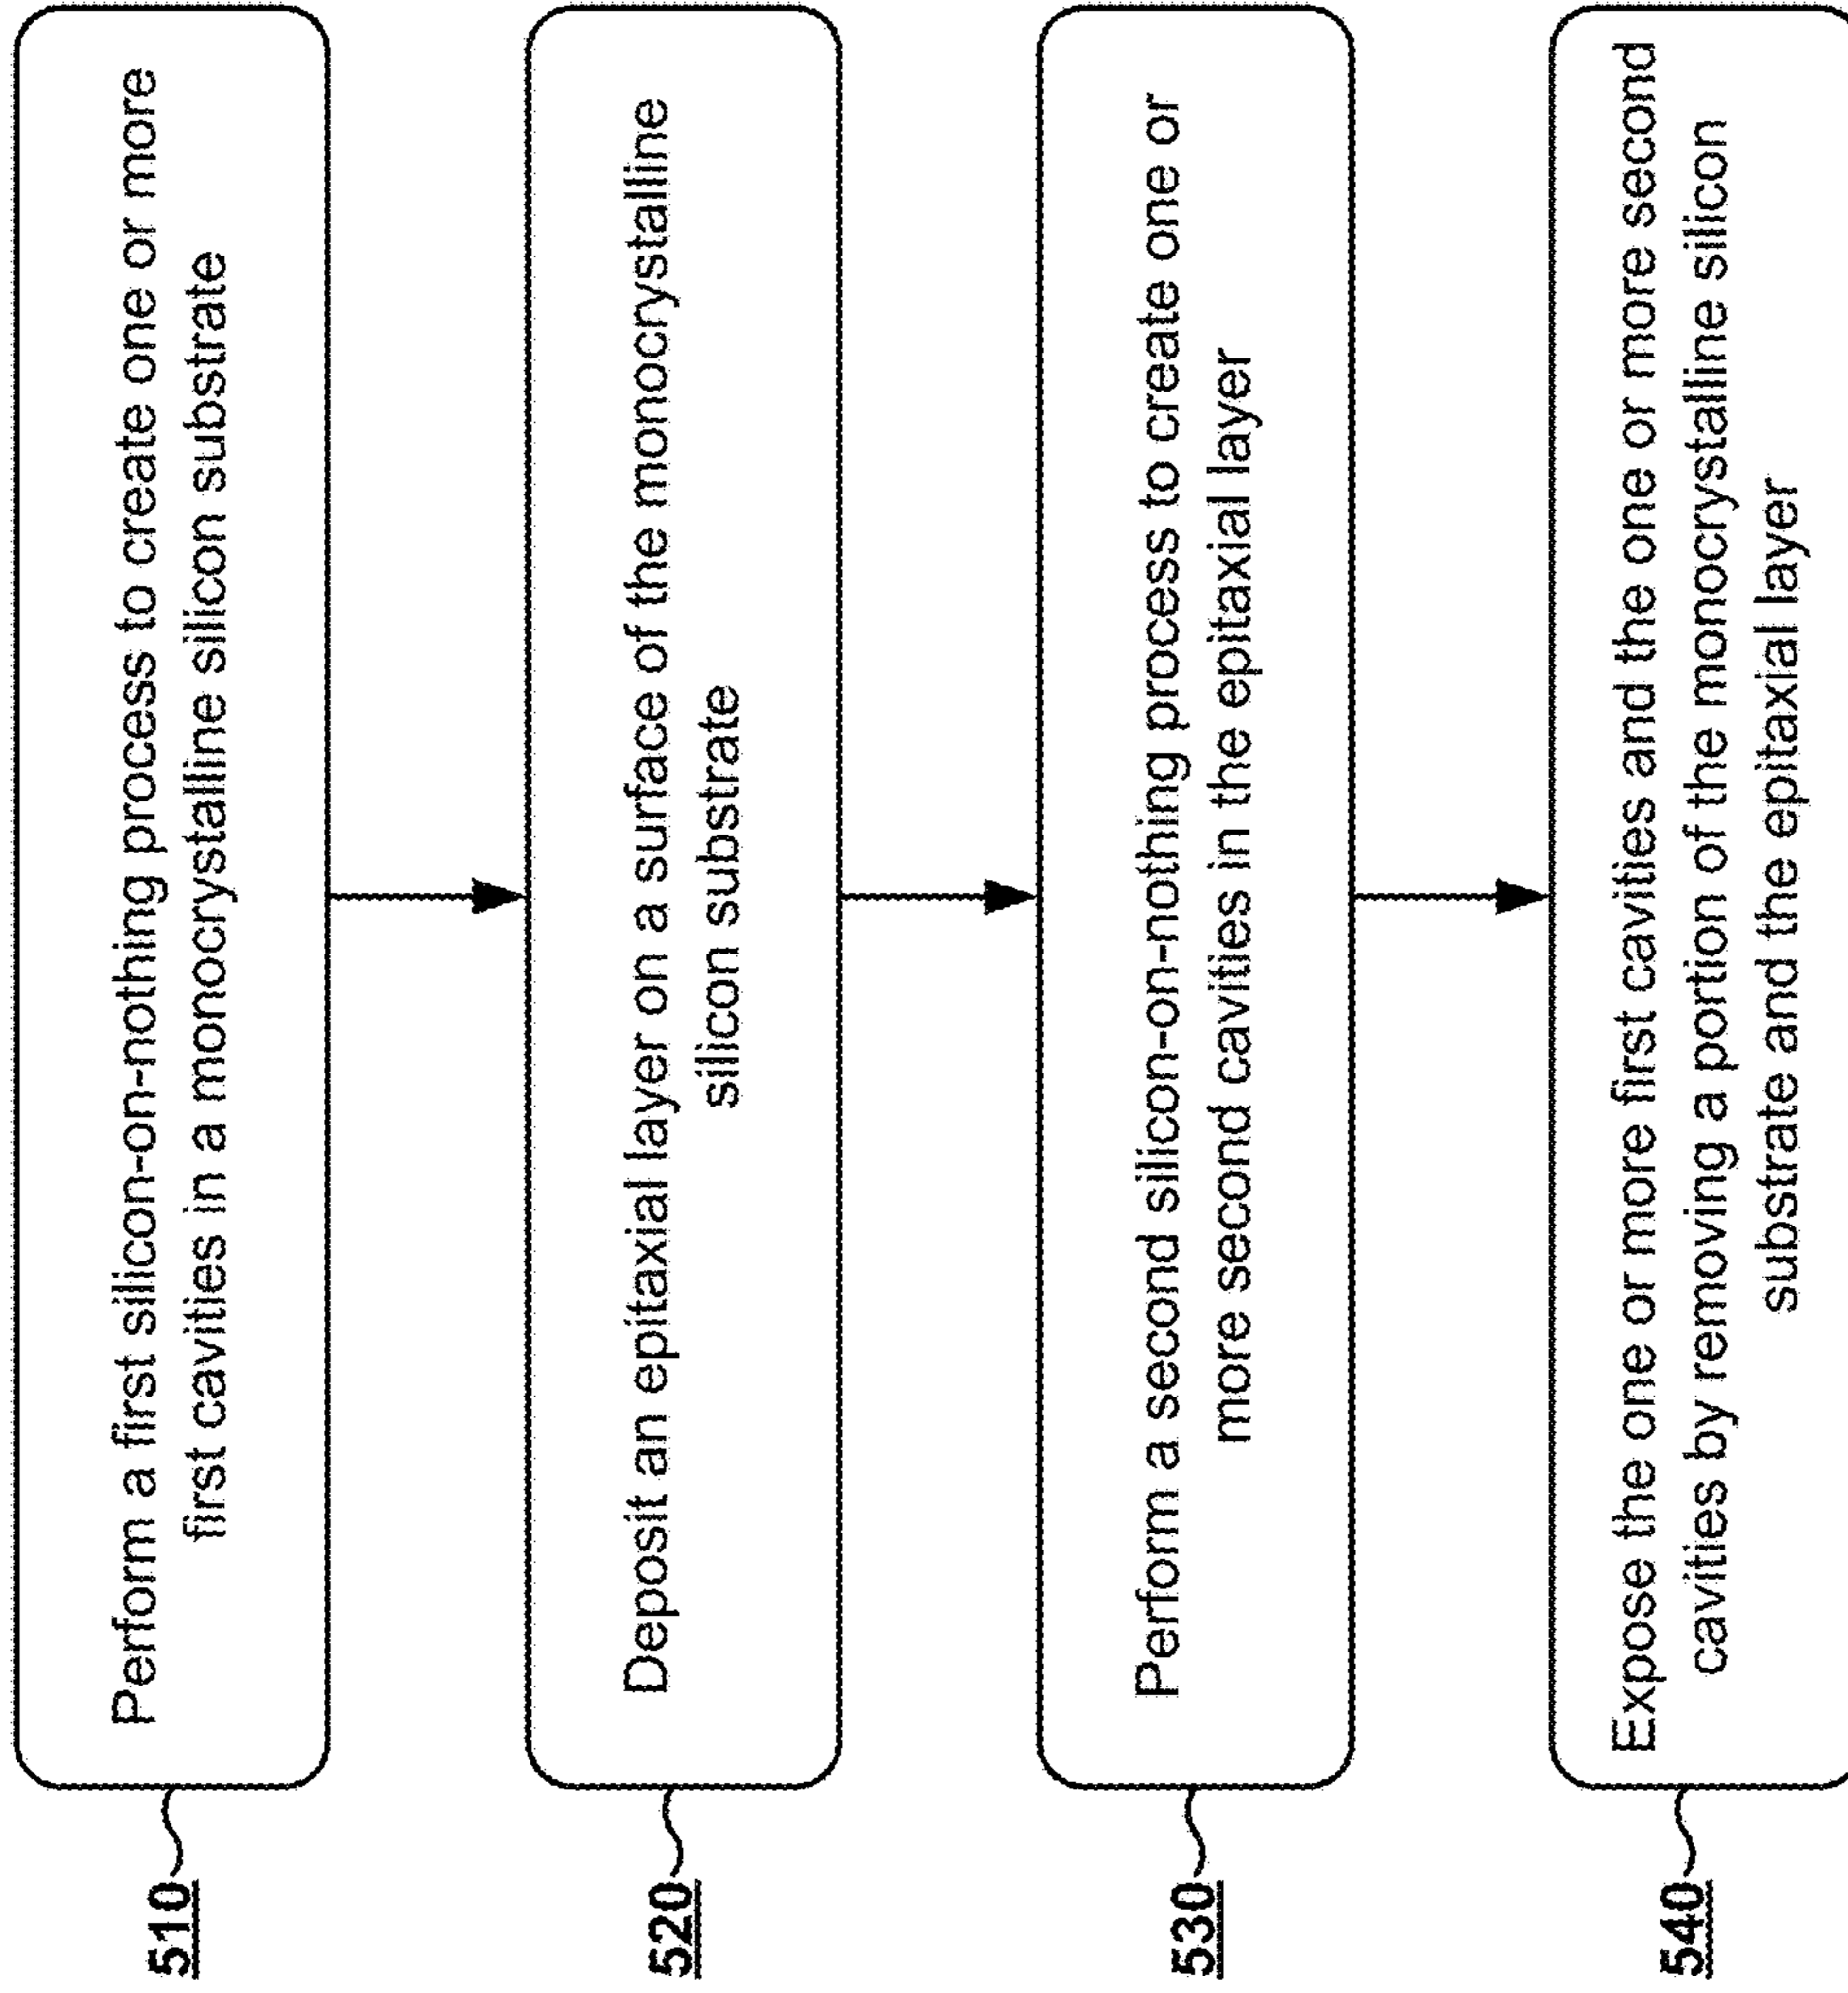 510
Perform a first silicon-on-nothing process to create one or more
first cavities in a monocrystalline silicon substrate
520
Deposit an epitaxial layer on a surface of the monocrystalline
silicon substrate
530
Perform a second silicon-on-nothing process to create one or
more second cavities in the epitaxial layer
540
Expose the one or more first cavities and the one or more second
cavities by removing a portion of the monocrystalline silicon
substrate and the epitaxial layer